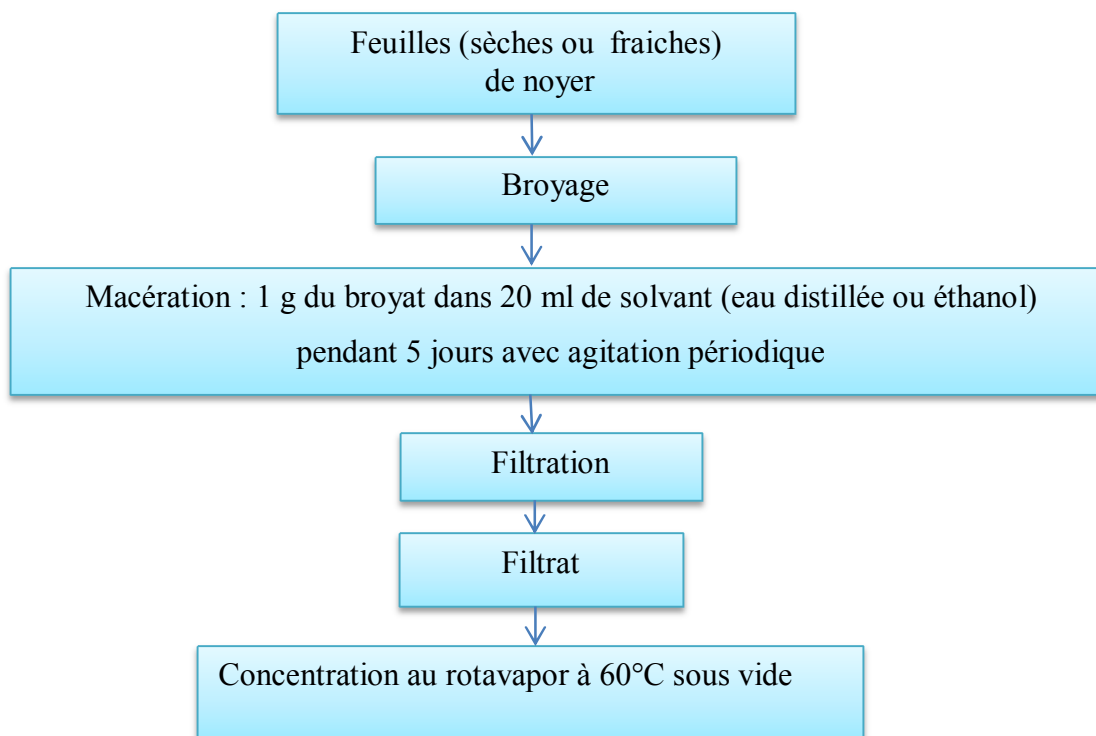 Feuilles (sèches ou fraiches)
de noyer
Broyage
Macération : 1 g du broyat dans 20 ml de solvant (eau distillée ou éthanol)
pendant 5 jours avec agitation périodique
Filtration
Filtrat
Concentration au rotavapor à 60°C sous vide